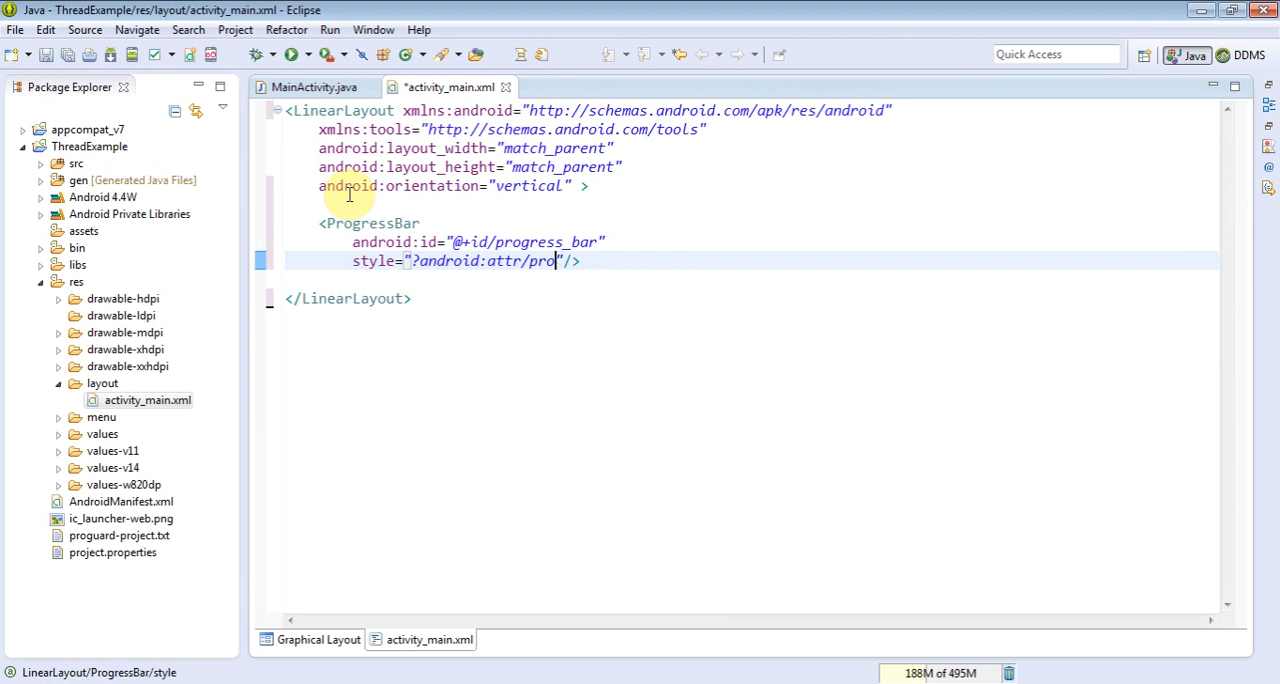 Java - ThreadExample/res/layout/activity_main.xml - Eclipse
File Edit Source Navigate Search Project Refactor Run Window Help
Quick Access
Java
DDMS
Package Explorer
MainActivity.java
*activity_main.xml
appcompat_v7
ThreadExample
src
gen [Generated Java Files]
Android 4.4W
Android Private Libraries
assets
bin
libs
res
drawable-hdpi
drawable-ldpi
drawable-mdpi
drawable-xhdpi
drawable-xxhdpi
layout
activity_main.xml
menu
values
values-v11
values-v14
values-w820dp
AndroidManifest.xml
ic_launcher-web.png
proguard-project.txt
project.properties
<LinearLayout xmlns:android="http://schemas.android.com/apk/res/android"
xmlns:tools="http://schemas.android.com/tools"
android:layout_width="match_parent"
android:layout_height="match_parent"
android:orientation="vertical" >
<ProgressBar
android:id="@+id/progress_bar"
style="?android:attr/pro"/>
</LinearLayout>
Graphical Layout
activity_main.xml
LinearLayout/ProgressBar/style
188M of 495M